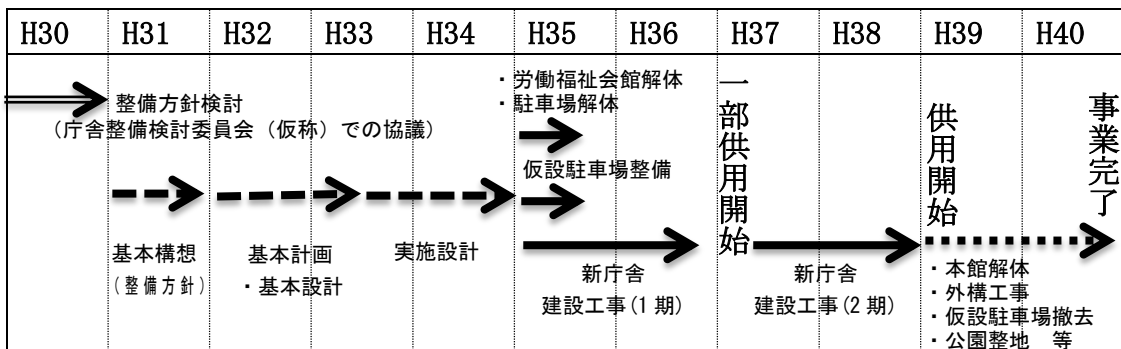 H30 H31 H32 H33 H34 H35 H36 H37 H38 H39 H40
整備方針検討
(庁舎整備検討委員会(仮称)での協議)
基本構想
(整備方針)
基本計画
・基本設計
実施設計
・労働福祉会館解体
・駐車場解体
仮設駐車場整備
新庁舎
建設工事(1期)
一部供用開始
新庁舎
建設工事(2期)
供用開始
・本館解体
・外構工事
・仮設駐車場撤去
・公園整地 等
事業完了